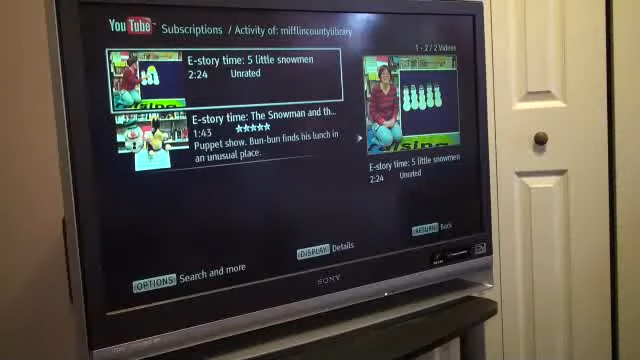 YouTube Subscriptions / Activity of: mifflincountylibrary
1 - 2 / 2 Videos
E-story time: 5 little snowmen
2:24 Unrated
E-story time: The Snowman and th...
1:43
Puppet show. Bun-bun finds his lunch in
an unusual place.
E-story time: 5 little snowmen
2:24 Unrated
RETURN Back
DISPLAY Details
OPTIONS Search and more
SONY